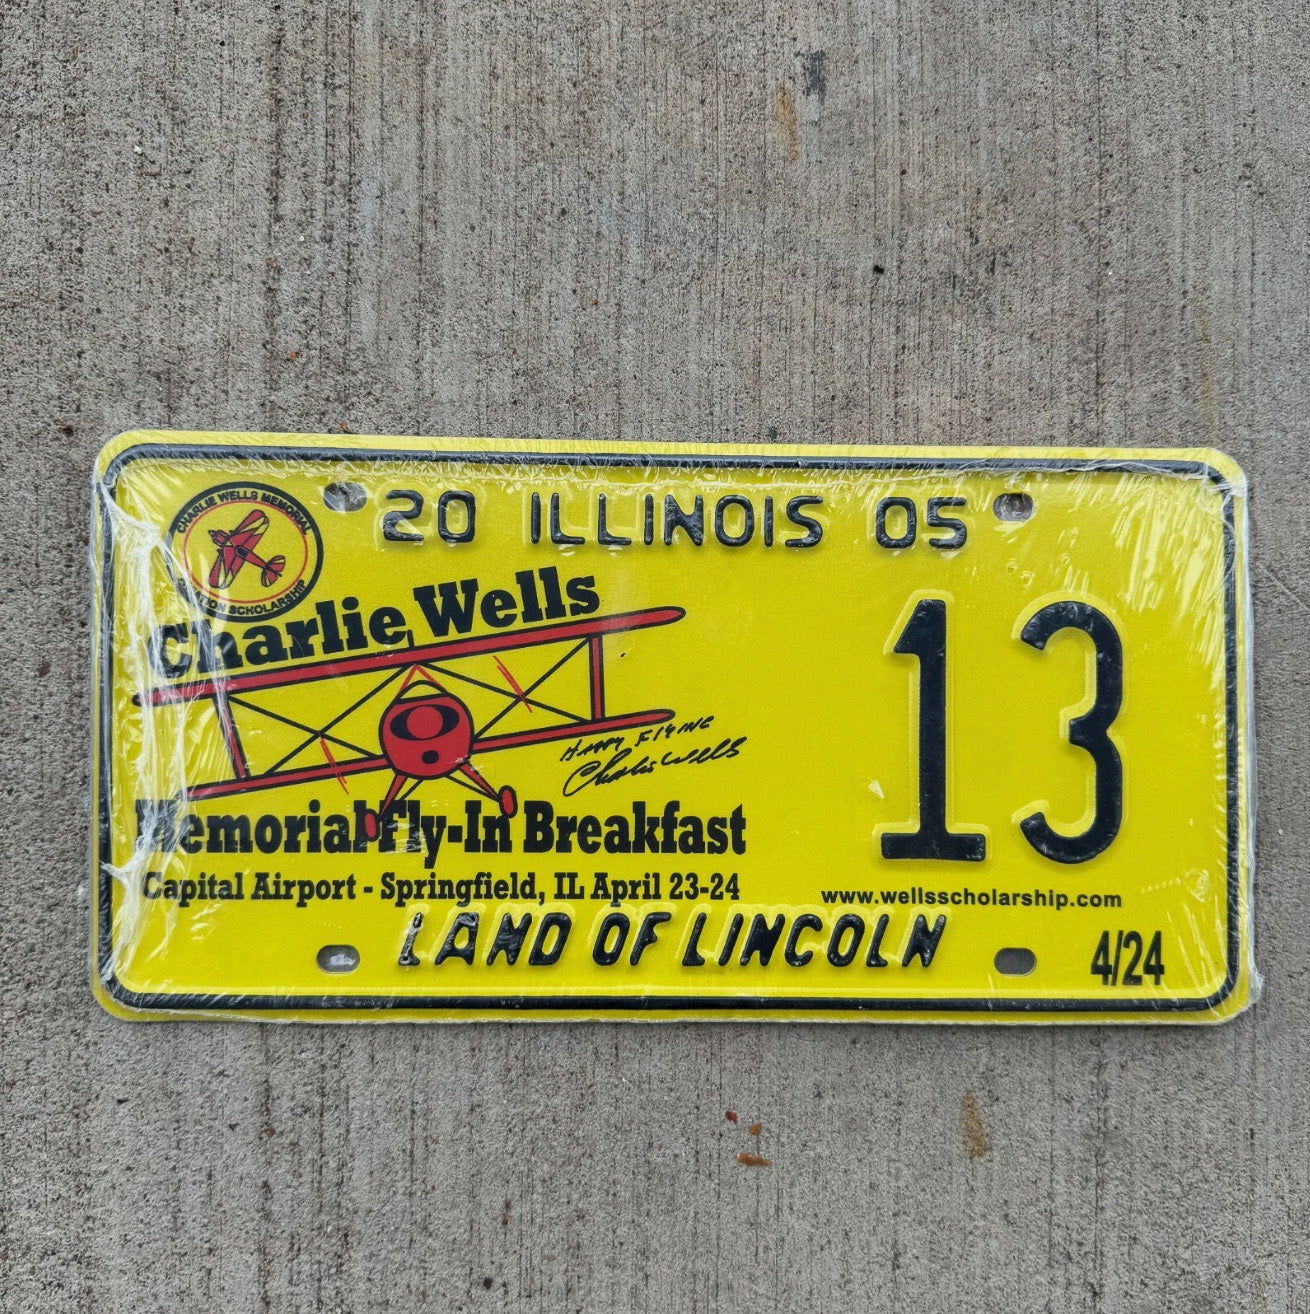 20 ILLINOIS 05
CHARLIE WELLS MEMORIAL
AVIATION SCHOLARSHIP
Charlie Wells
13
HAPPY FLYING
Charlie Wells
Memorial Fly-In Breakfast
Capital Airport - Springfield, IL April 23-24
www.wellsscholarship.com
LAND OF LINCOLN
4/24